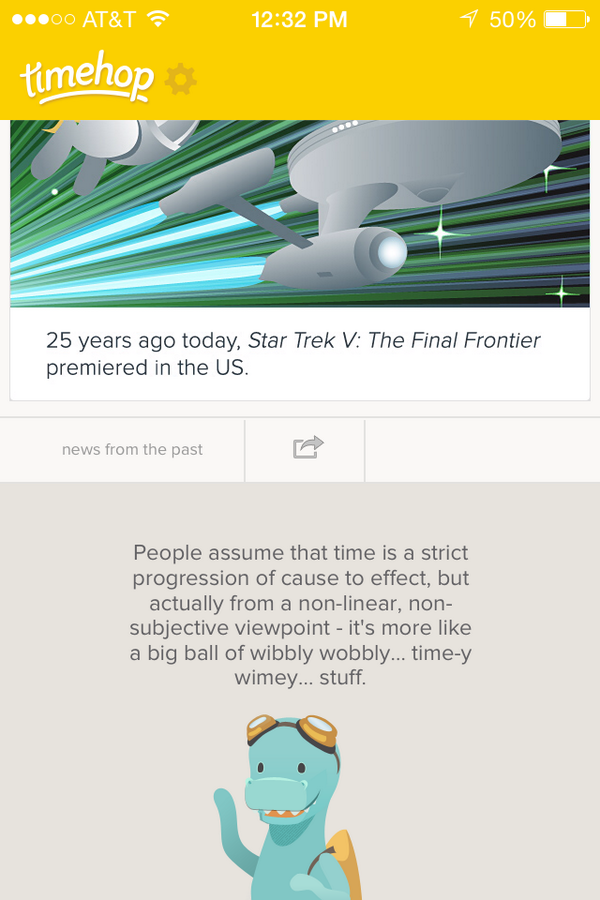 AT&T 12:32 PM 50%
timehop
25 years ago today, Star Trek V: The Final Frontier
premiered in the US.
news from the past
People assume that time is a strict
progression of cause to effect, but
actually from a non-linear, non-
subjective viewpoint - it's more like
a big ball of wibbly wobbly... time-y
wimey... stuff.